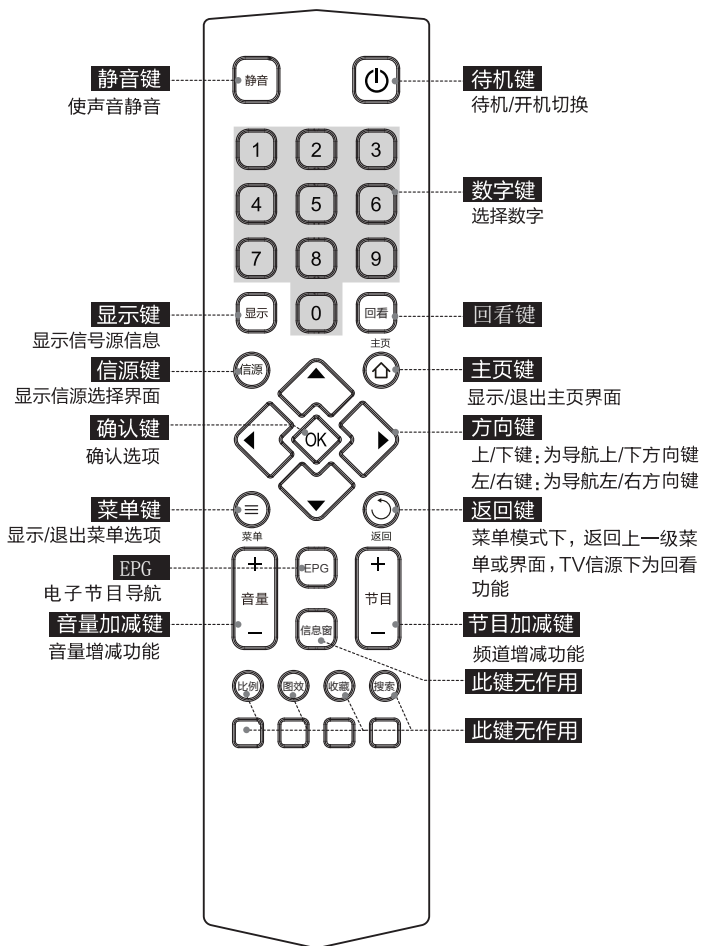 静音键
使声音静音
静音
待机键
待机/开机切换
1
2
3
4
5
6
7
8
9
0
数字键
选择数字
显示键
显示信号源信息
显示
回看
回看键
信源键
显示信源选择界面
信源
主页
主页键
显示/退出主页界面
确认键
确认选项
OK
方向键
上/下键:为导航上/下方向键
左/右键:为导航左/右方向键
菜单键
显示/退出菜单选项
菜单
返回
返回键
菜单模式下,返回上一级菜
单或界面,TV信源下为回看
功能
EPG
电子节目导航
EPG
音量加减键
音量增减功能
+
音量
−
信息窗
+
节目
−
节目加减键
频道增减功能
此键无作用
比例
图效
收藏
搜索
此键无作用